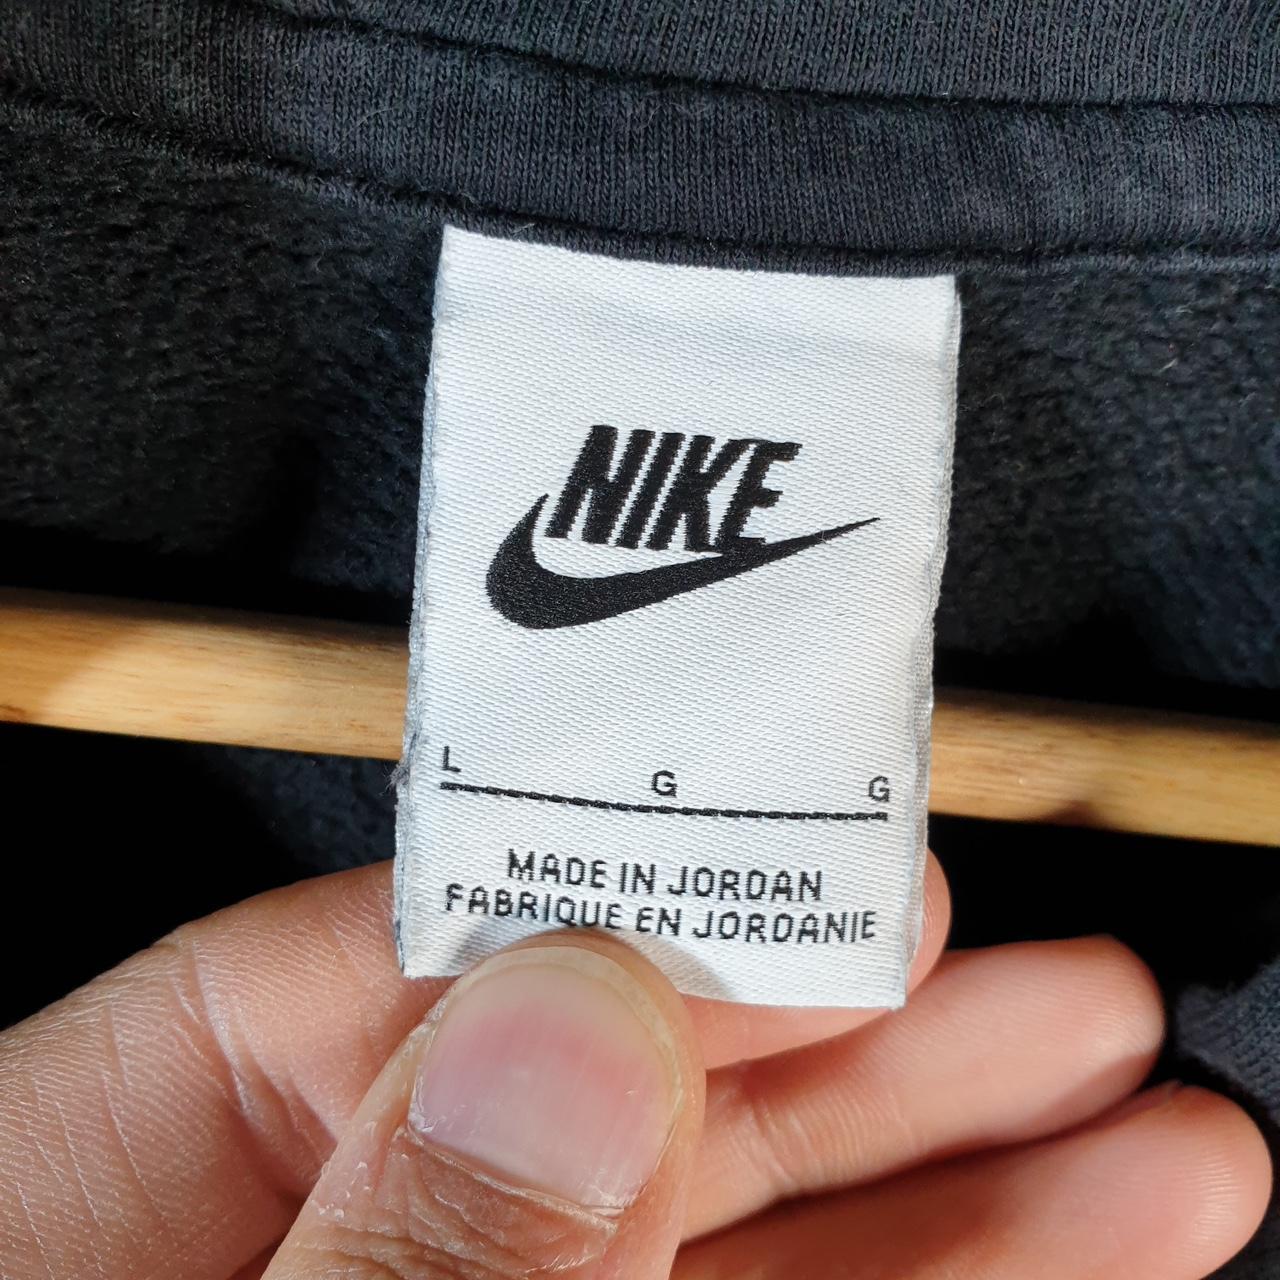 NIKE
L G G
MADE IN JORDAN
FABRIQUE EN JORDANIE